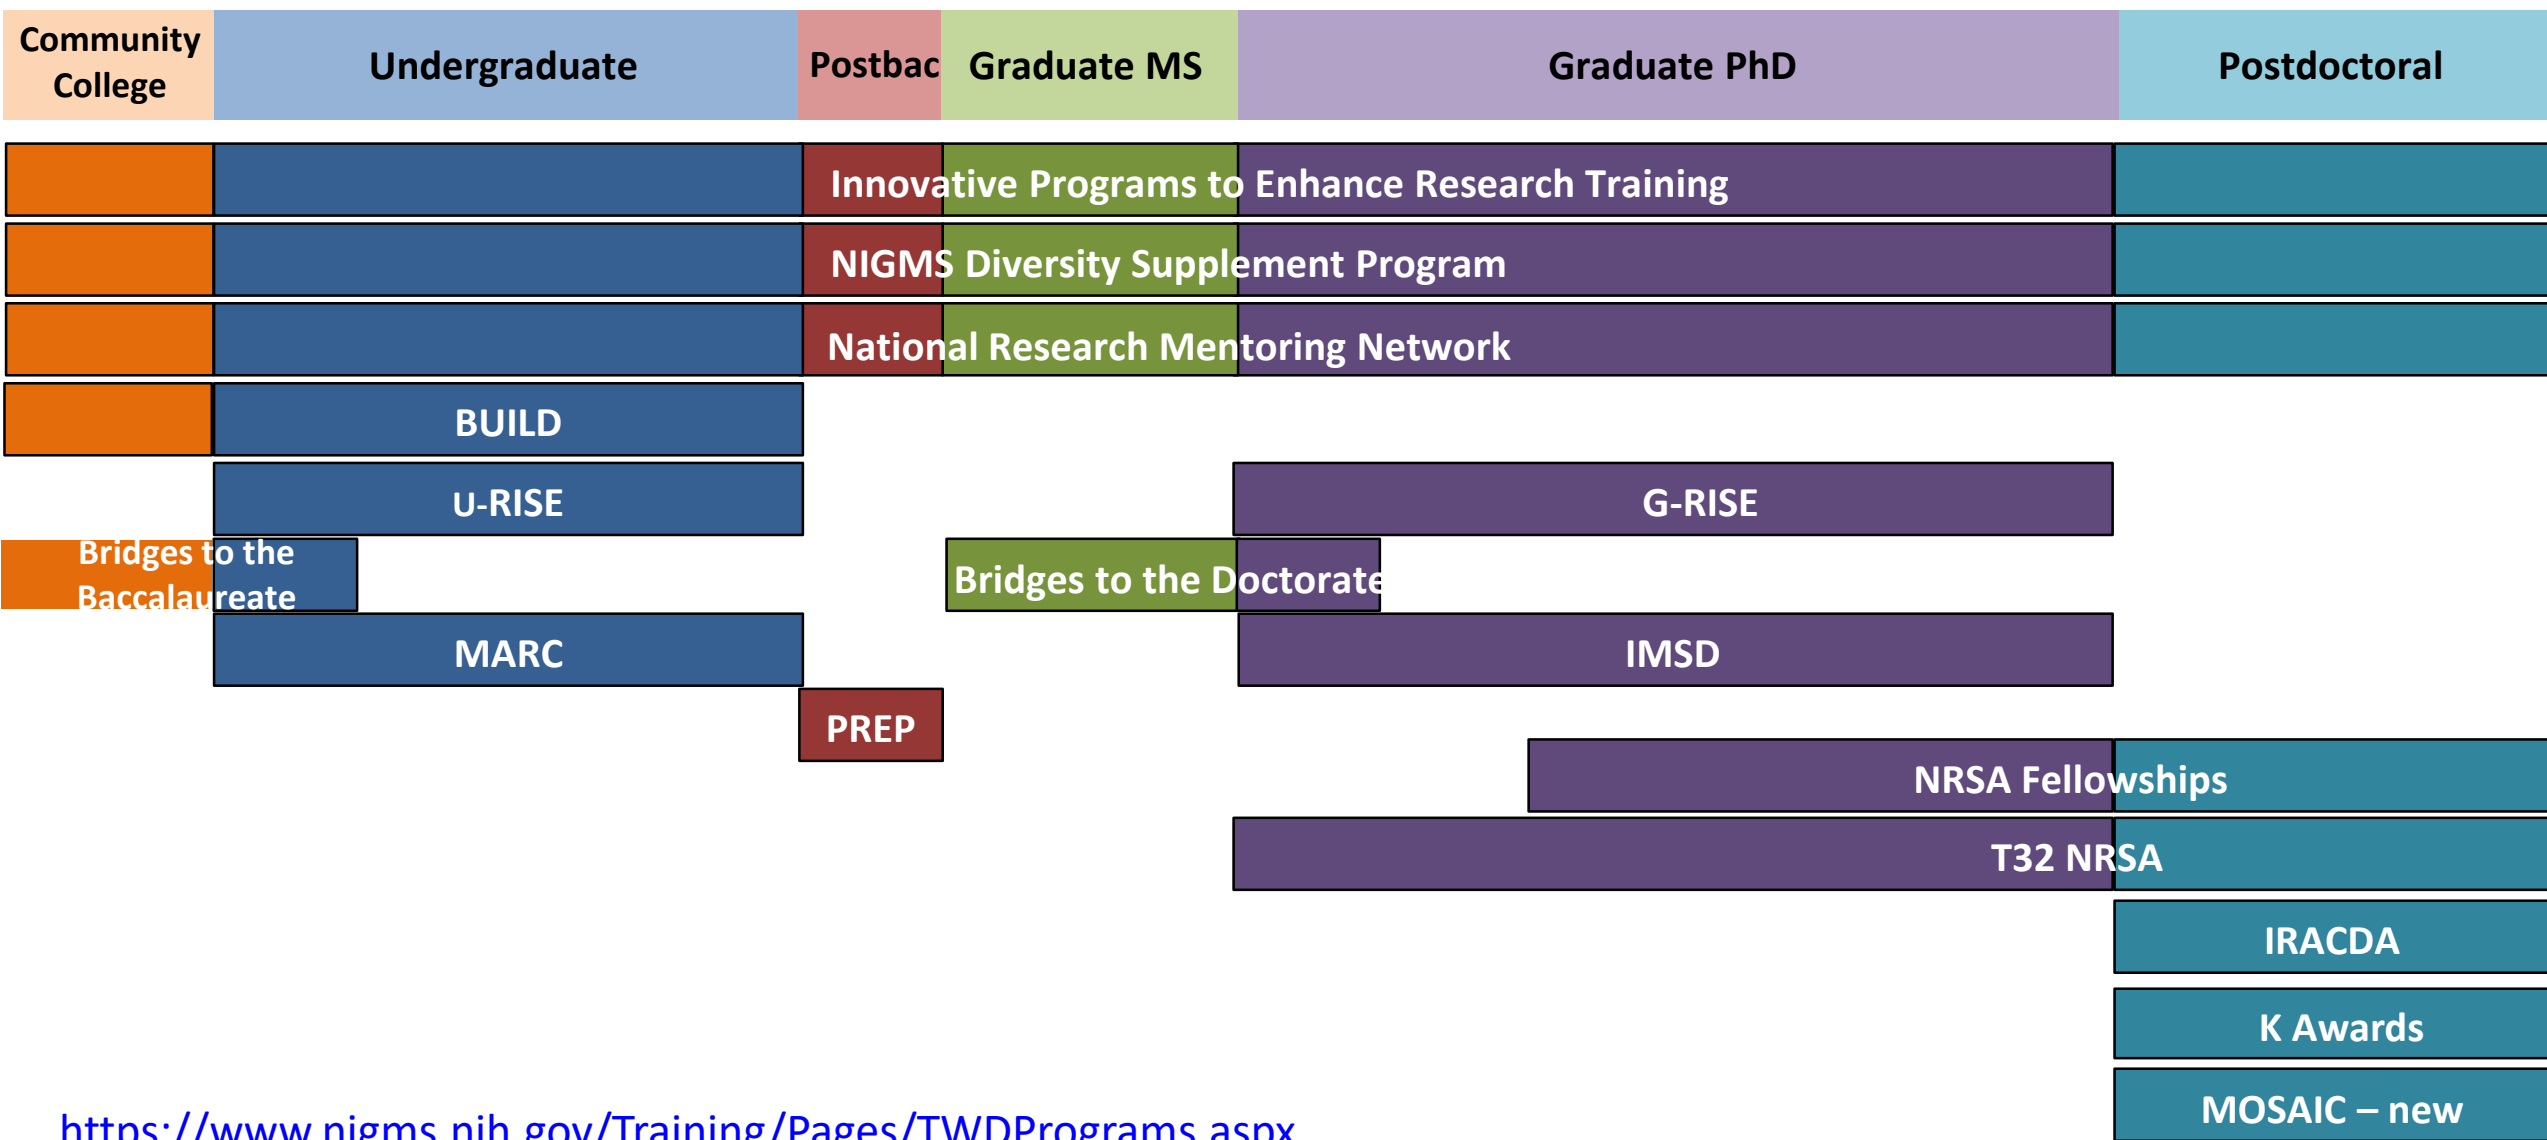 Community
College
Undergraduate
Postbac
Graduate MS
Graduate PhD
Postdoctoral
Innovative Programs to Enhance Research Training
NIGMS Diversity Supplement Program
National Research Mentoring Network
BUILD
U-RISE
G-RISE
Bridges to the
Baccalaureate
Bridges to the Doctorate
MARC
IMSD
PREP
NRSA Fellowships
T32 NRSA
IRACDA
K Awards
MOSAIC – new
https://www.nigms.nih.gov/Training/Pages/TWDPrograms.aspx